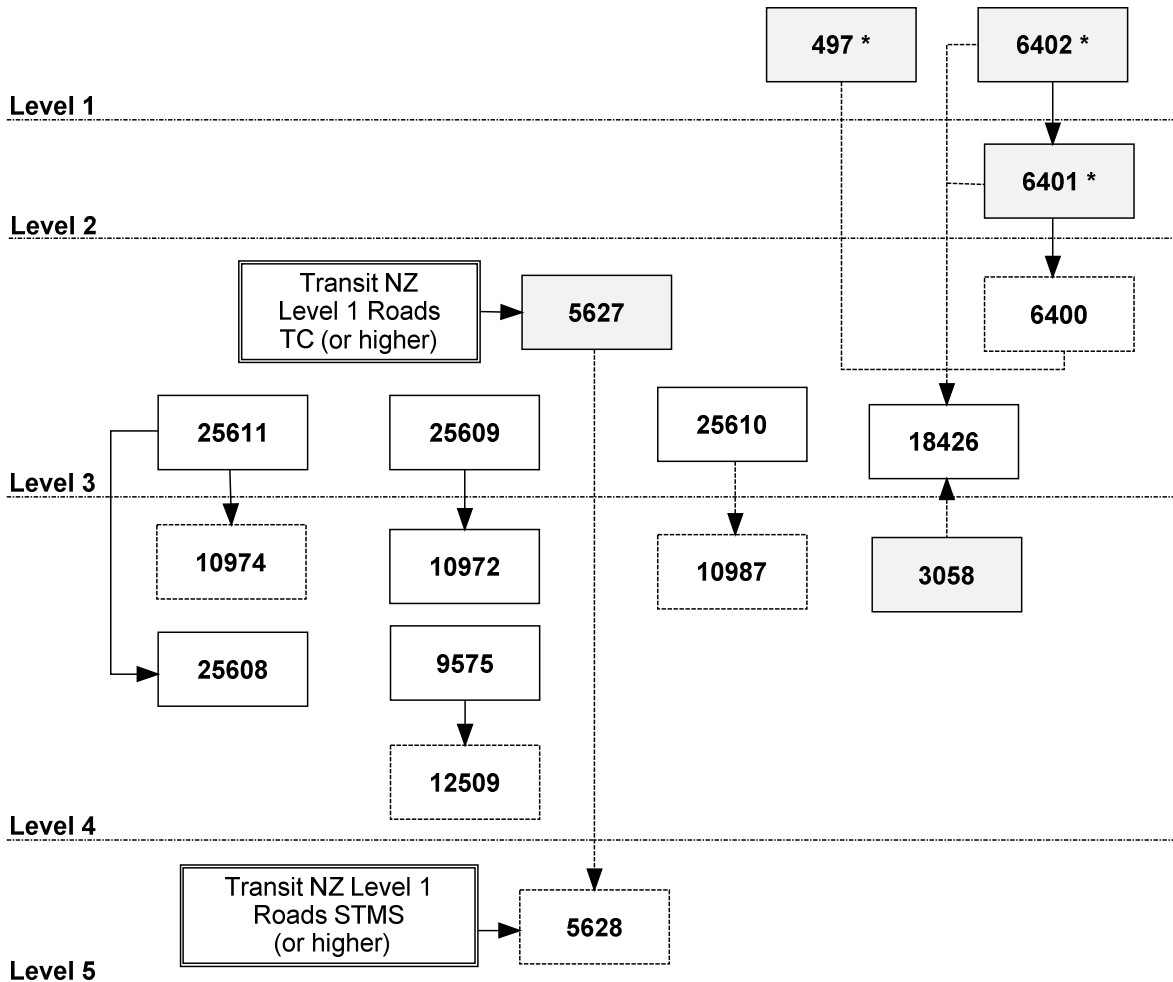 497 *
6402 *
Level 1
6401 *
Level 2
Transit NZ
Level 1 Roads
TC (or higher)
5627
6400
25611
25609
25610
18426
Level 3
10974
10972
10987
3058
25608
9575
12509
Level 4
Transit NZ Level 1
Roads STMS
(or higher)
5628
Level 5